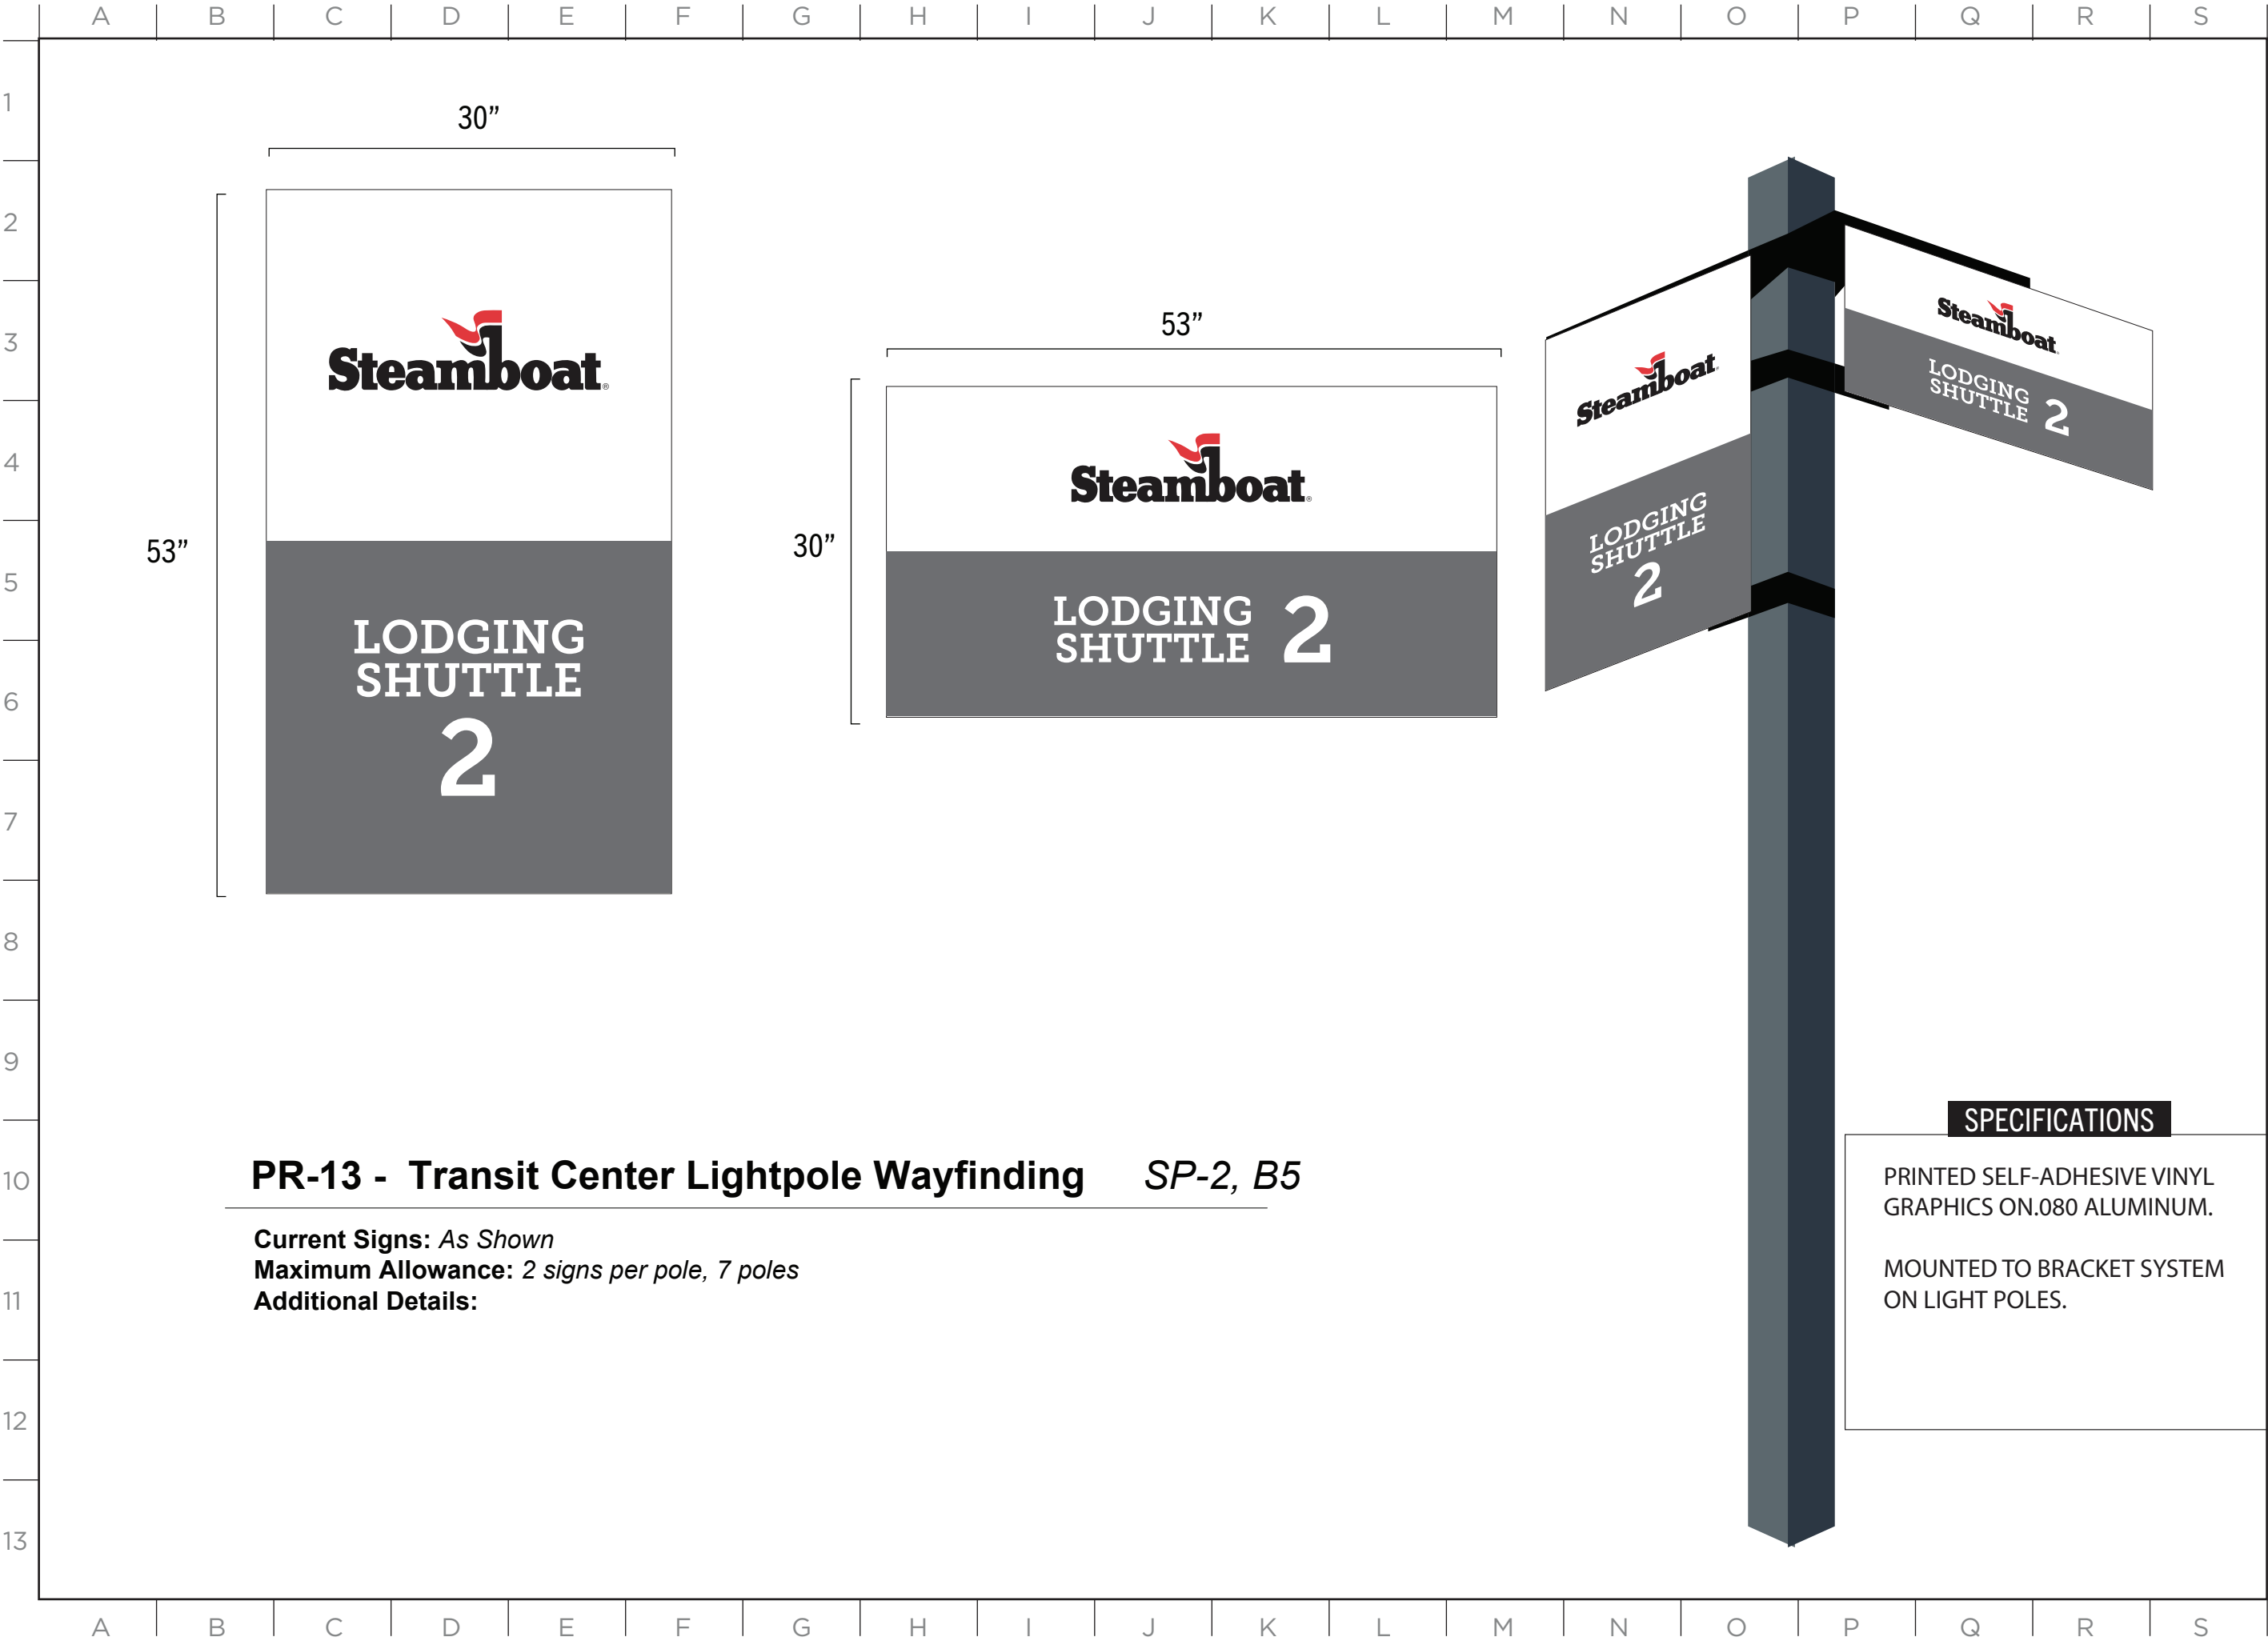 A B C D E F G H I J K L M N O P Q R S
1
2
3
4
5
6
7
8
9
10
11
12
13
30”
53”
Steamboat®
LODGING
SHUTTLE
2
53”
30”
Steamboat®
LODGING
SHUTTLE 2
Steamboat®
LODGING
SHUTTLE
2
Steamboat®
LODGING
SHUTTLE 2
PR-13 - Transit Center Lightpole Wayfinding SP-2, B5
Current Signs: As Shown
Maximum Allowance: 2 signs per pole, 7 poles
Additional Details:
SPECIFICATIONS
PRINTED SELF-ADHESIVE VINYL
GRAPHICS ON.080 ALUMINUM.
MOUNTED TO BRACKET SYSTEM
ON LIGHT POLES.
A B C D E F G H I J K L M N O P Q R S